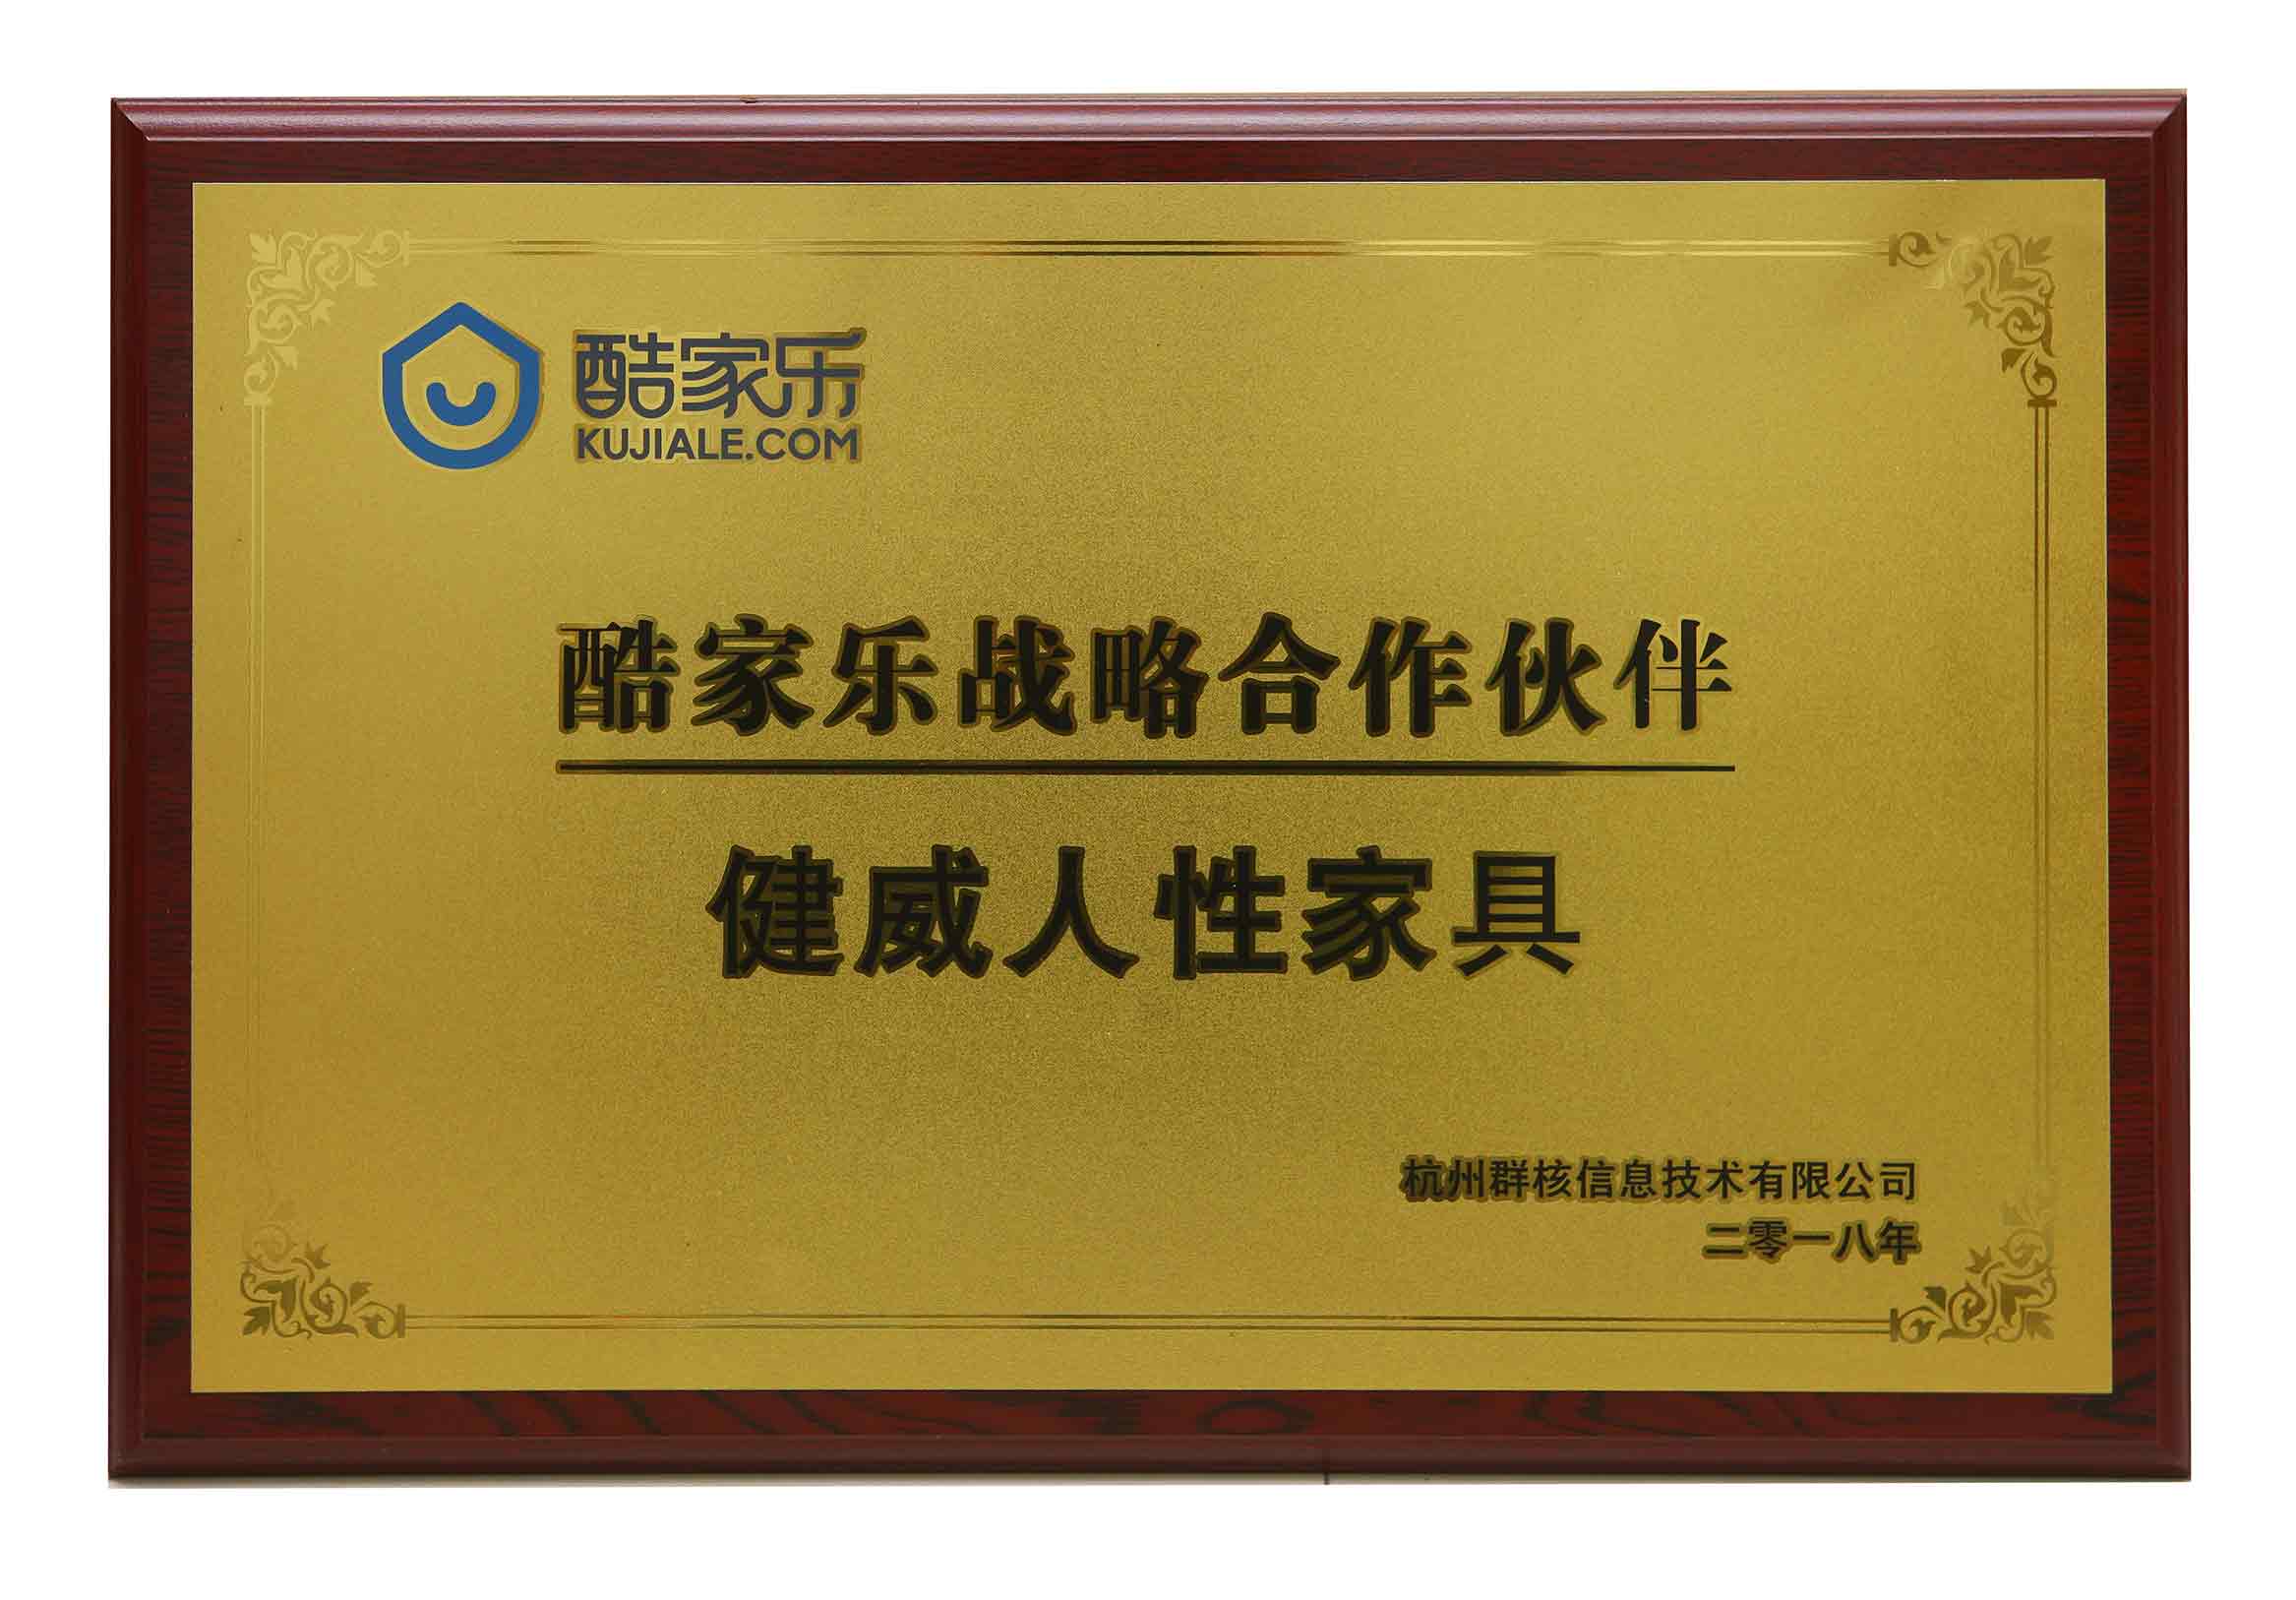 酷家乐
KUJIALE.COM
酷家乐战略合作伙伴
健威人性家具
杭州群核信息技术有限公司
二零一八年